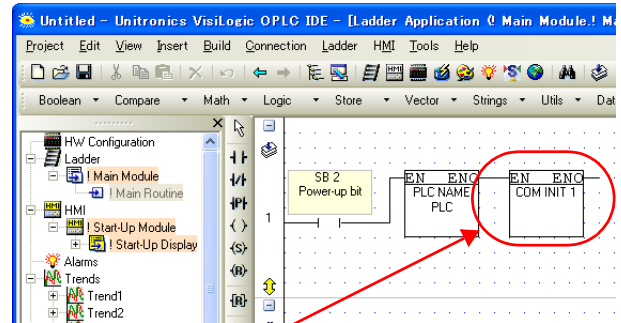 Untitled - Unitronics VisiLogic OPLC IDE - [Ladder Application (! Main Module.! Ma
Project Edit View Insert Build Connection Ladder HMI Tools Help
HMI
Boolean Compare Math Logic Store Vector Strings Utils Dat
HW Configuration
Ladder
! Main Module
! Main Routine
HMI
! Start-Up Module
! Start-Up Display
Alarms
Trends
Trend1
Trend2
(S)
(R)
[R]
1
SB 2
Power-up bit
EN ENO
PLC NAME
PLC
EN ENO
COM INIT 1